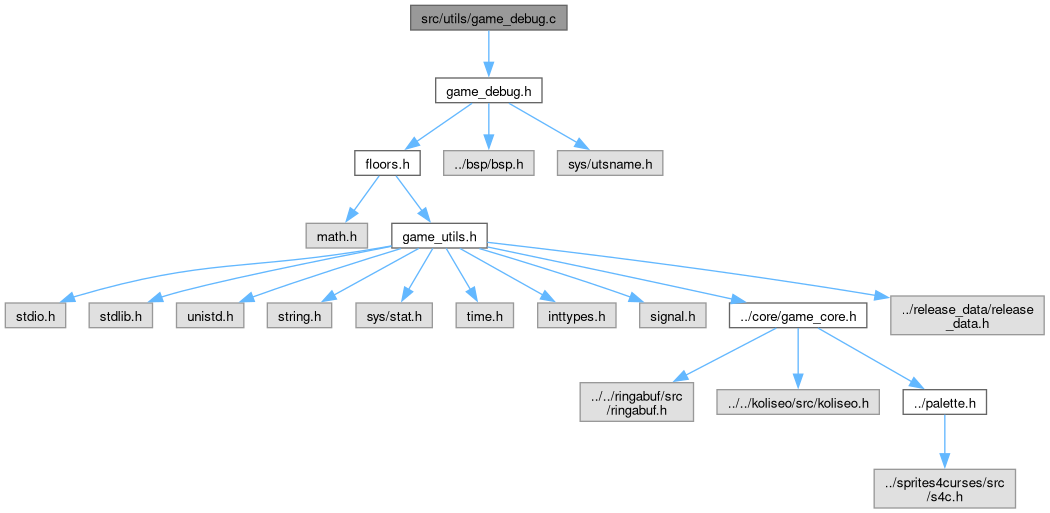 src/utils/game_debug.c
game_debug.h
floors.h
../bsp/bsp.h
sys/utsname.h
math.h
game_utils.h
stdio.h
stdlib.h
unistd.h
string.h
sys/stat.h
time.h
inttypes.h
signal.h
../core/game_core.h
../release_data/release
_data.h
../../ringabuf/src
/ringabuf.h
../../koliseo/src/koliseo.h
../palette.h
../sprites4curses/src
/s4c.h